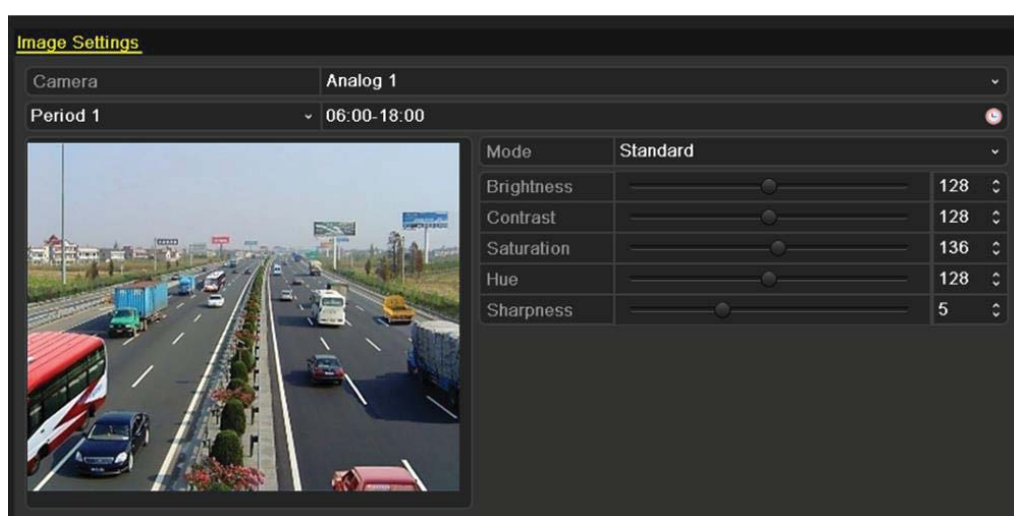 Image Settings
Camera Analog 1
Period 1 06:00-18:00
Mode Standard
Brightness 128
Contrast 128
Saturation 136
Hue 128
Sharpness 5